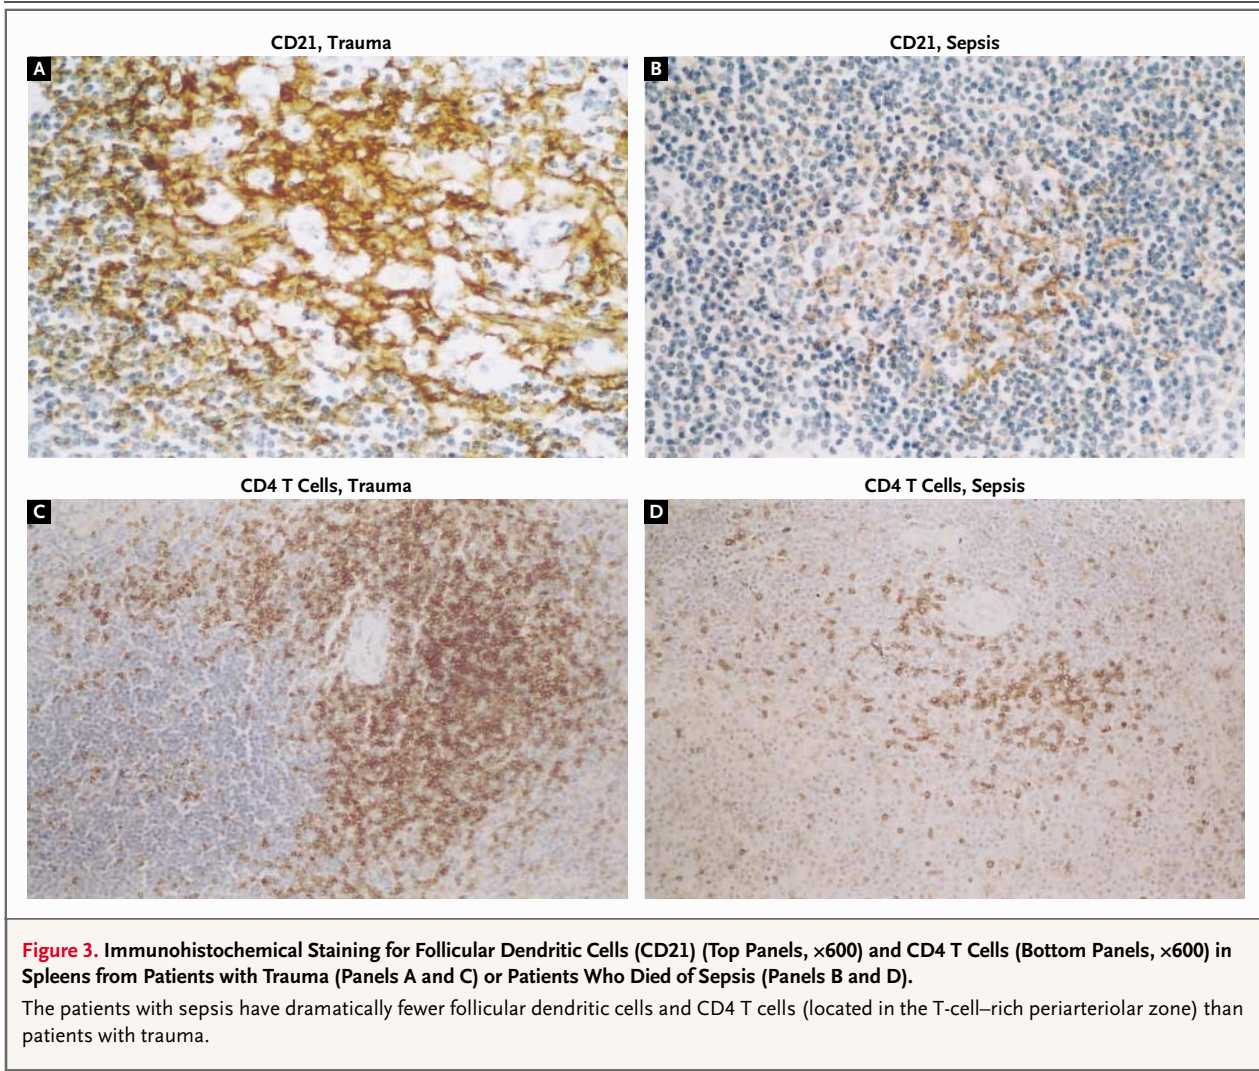 CD21, Trauma
CD21, Sepsis
A
B
CD4 T Cells, Trauma
CD4 T Cells, Sepsis
C
D
Figure 3. Immunohistochemical Staining for Follicular Dendritic Cells (CD21) (Top Panels, ×600) and CD4 T Cells (Bottom Panels, ×600) in
Spleens from Patients with Trauma (Panels A and C) or Patients Who Died of Sepsis (Panels B and D).
The patients with sepsis have dramatically fewer follicular dendritic cells and CD4 T cells (located in the T-cell–rich periarteriolar zone) than
patients with trauma.